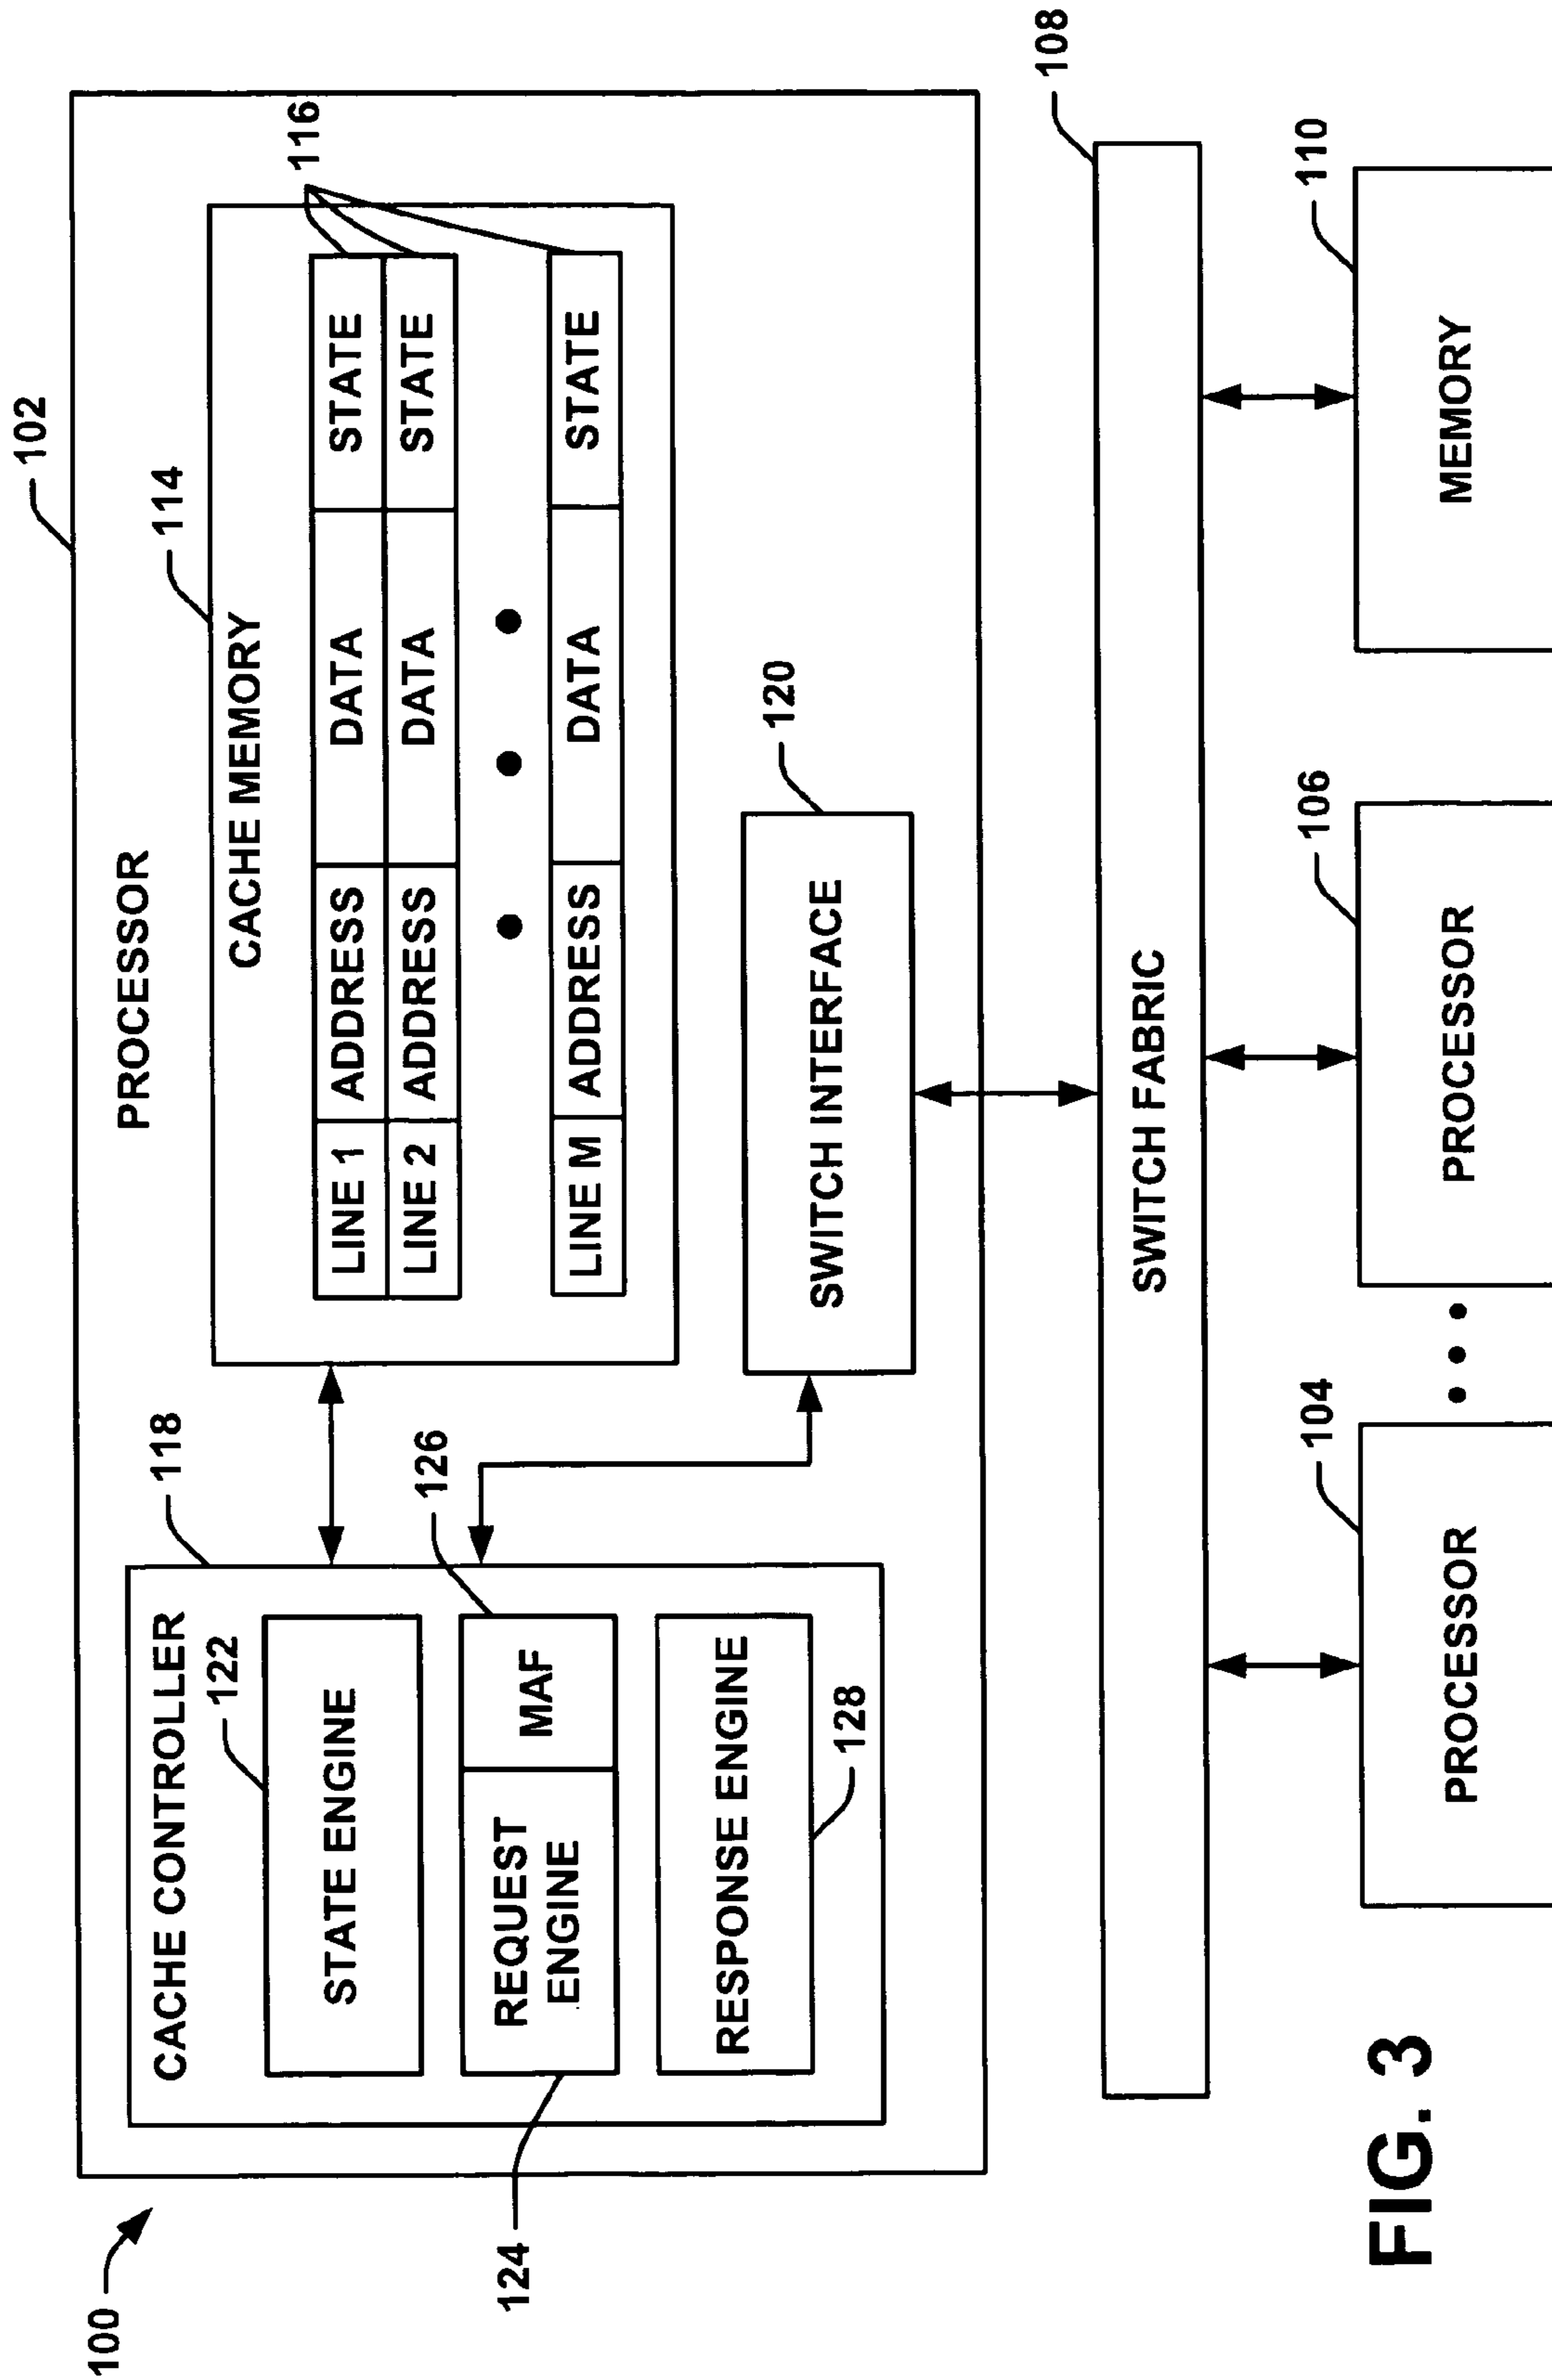 100
102
PROCESSOR
118
CACHE CONTROLLER
122
STATE ENGINE
126
REQUEST
ENGINE
MAF
124
RESPONSE ENGINE
128
114
CACHE MEMORY
116
LINE 1 ADDRESS DATA STATE
LINE 2 ADDRESS DATA STATE
LINE M ADDRESS DATA STATE
120
SWITCH INTERFACE
108
SWITCH FABRIC
104
PROCESSOR
106
PROCESSOR
110
MEMORY
FIG. 3